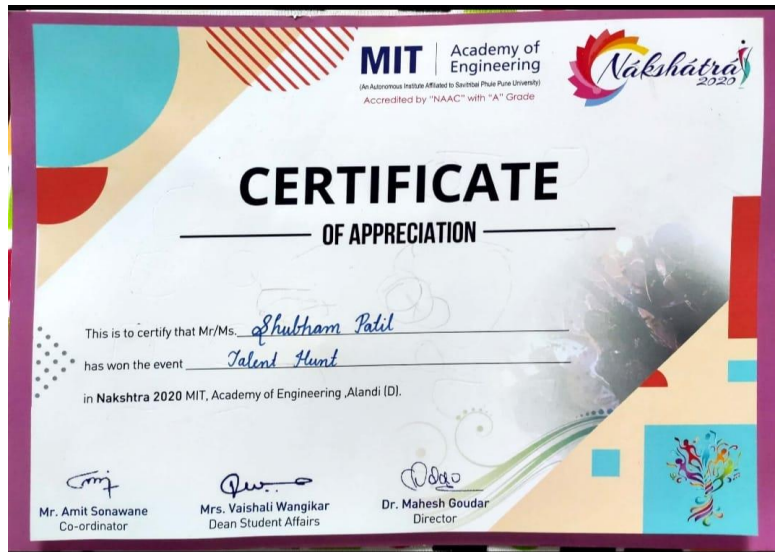 MIT | Academy of Engineering
(An Autonomous Institute Affiliated to Savitribai Phule Pune University)
Accredited by "NAAC" with "A" Grade
Nákshátrá
2020
CERTIFICATE
OF APPRECIATION
This is to certify that Mr/Ms. Shubham Patil
has won the event Talent Hunt
in Nakshtra 2020 MIT, Academy of Engineering ,Alandi (D).
Mr. Amit Sonawane
Co-ordinator
Mrs. Vaishali Wangikar
Dean Student Affairs
Dr. Mahesh Goudar
Director